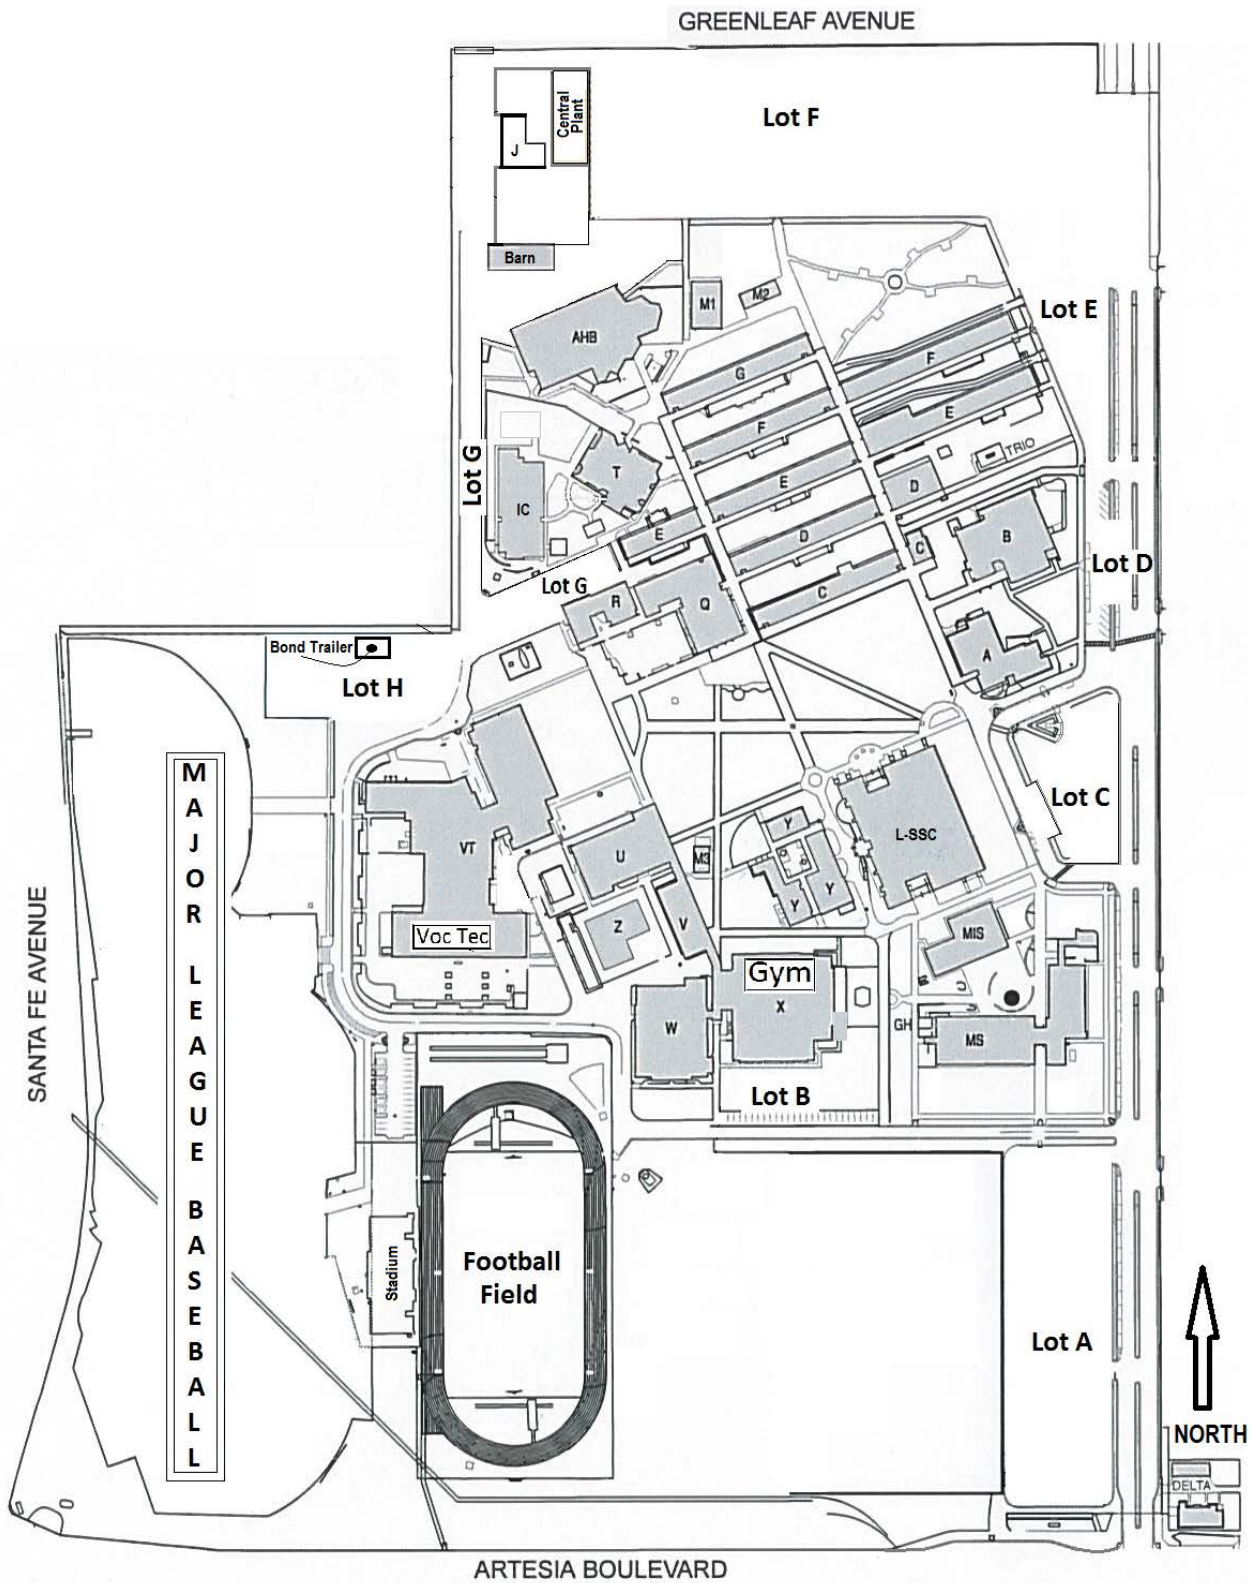 GREENLEAF AVENUE
Central
Plant
Lot F
J
Barn
M1
M2
Lot E
AHB
G
F
F
E
TRIO
Lot G
T
E
D
IC
E
D
B
C
Lot D
Lot G
R
Q
C
Bond Trailer
A
Lot H
MAJOR LEAGUE BASEBALL
Lot C
Y
L-SSC
VT
U
M3
Y
Y
SANTA FE AVENUE
Z
V
Voc Tec
MIS
Gym
X
W
GH
MS
Lot B
Stadium
Football
Field
Lot A
NORTH
DELTA
ARTESIA BOULEVARD